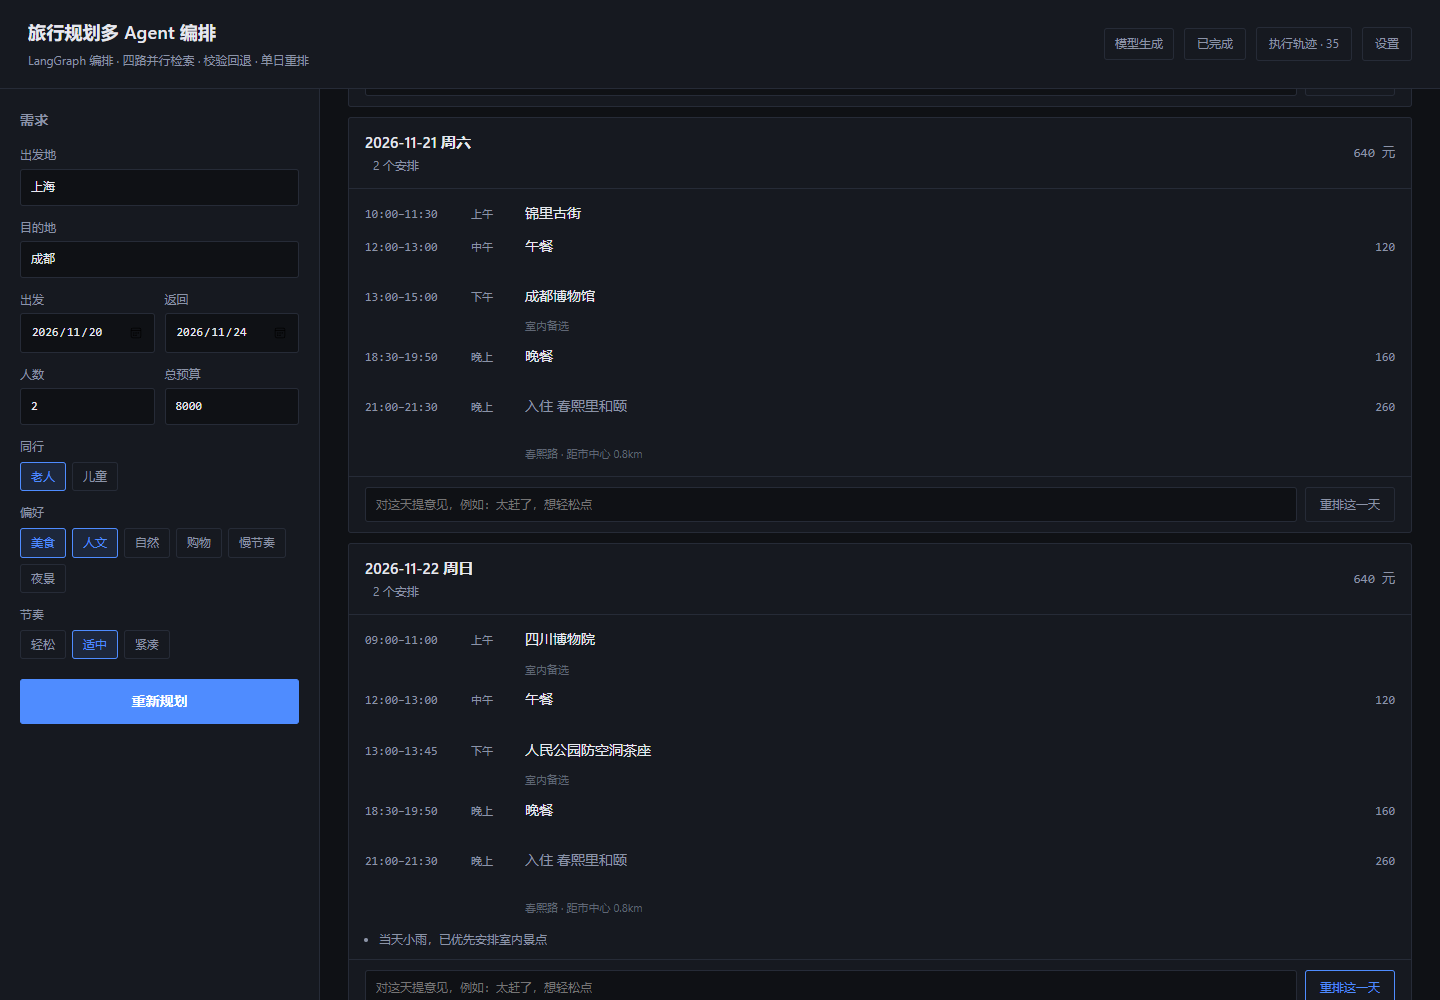 旅行规划多 Agent 编排
LangGraph 编排 · 四路并行检索 · 校验回退 · 单日重排
模型生成
已完成
执行轨迹 · 35
设置
需求
出发地
上海
目的地
成都
出发
返回
2026/11/20
2026/11/24
人数
总预算
2
8000
同行
老人
儿童
偏好
美食
人文
自然
购物
慢节奏
夜景
节奏
轻松
适中
紧凑
重新规划
2026-11-21 周六
2 个安排
640 元
10:00–11:30 上午 锦里古街
12:00–13:00 中午 午餐 120
13:00–15:00 下午 成都博物馆
室内备选
18:30–19:50 晚上 晚餐 160
21:00–21:30 晚上 入住 春熙里和颐 260
春熙路 · 距市中心 0.8km
对这天提意见，例如：太赶了，想轻松点
重排这一天
2026-11-22 周日
2 个安排
640 元
09:00–11:00 上午 四川博物院
室内备选
12:00–13:00 中午 午餐 120
13:00–13:45 下午 人民公园防空洞茶座
室内备选
18:30–19:50 晚上 晚餐 160
21:00–21:30 晚上 入住 春熙里和颐 260
春熙路 · 距市中心 0.8km
• 当天小雨，已优先安排室内景点
对这天提意见，例如：太赶了，想轻松点
重排这一天